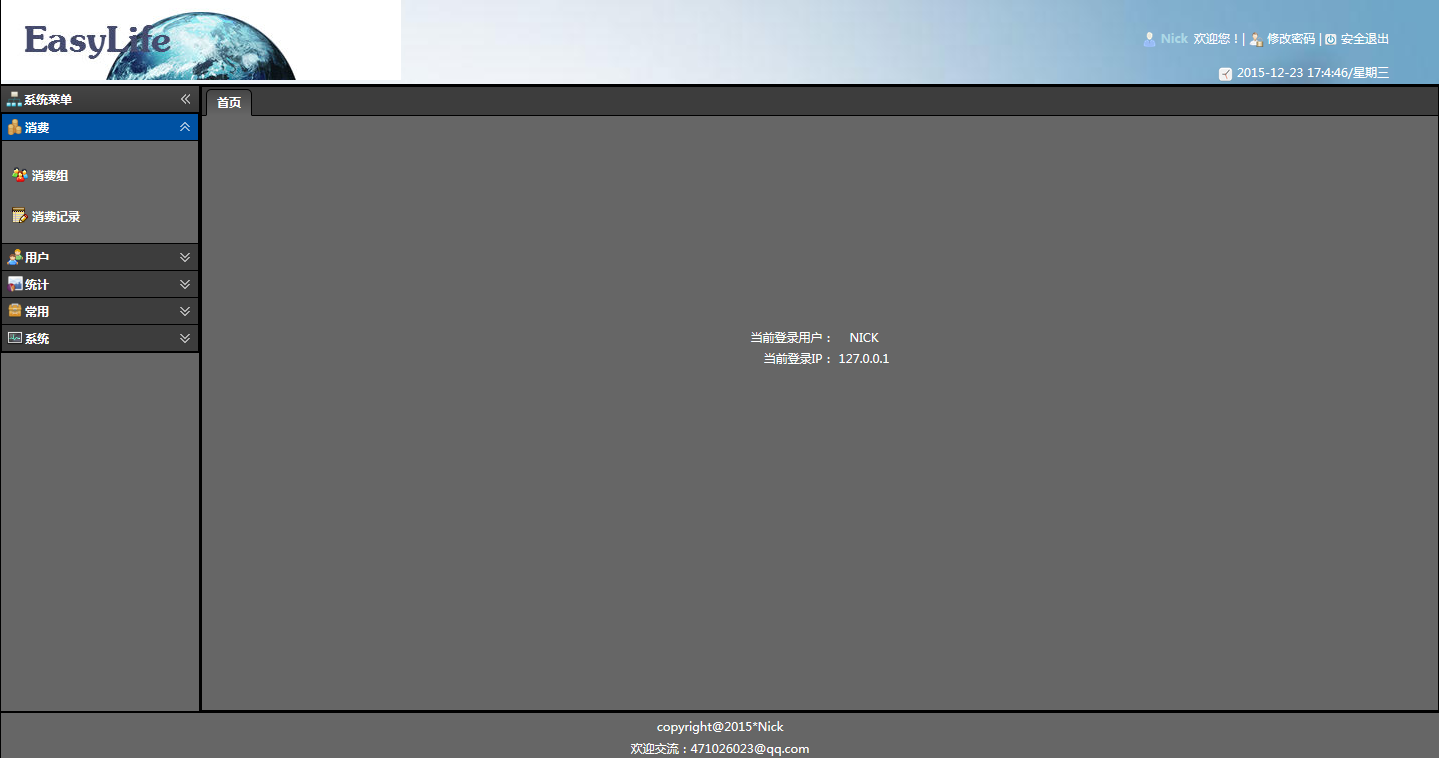 EasyLife
Nick 欢迎您！| 修改密码 | 安全退出
2015-12-23 17:4:46/星期三
系统菜单
首页
消费
消费组
消费记录
用户
统计
常用
系统
当前登录用户： NICK
当前登录IP： 127.0.0.1
copyright@2015*Nick
欢迎交流：471026023@qq.com